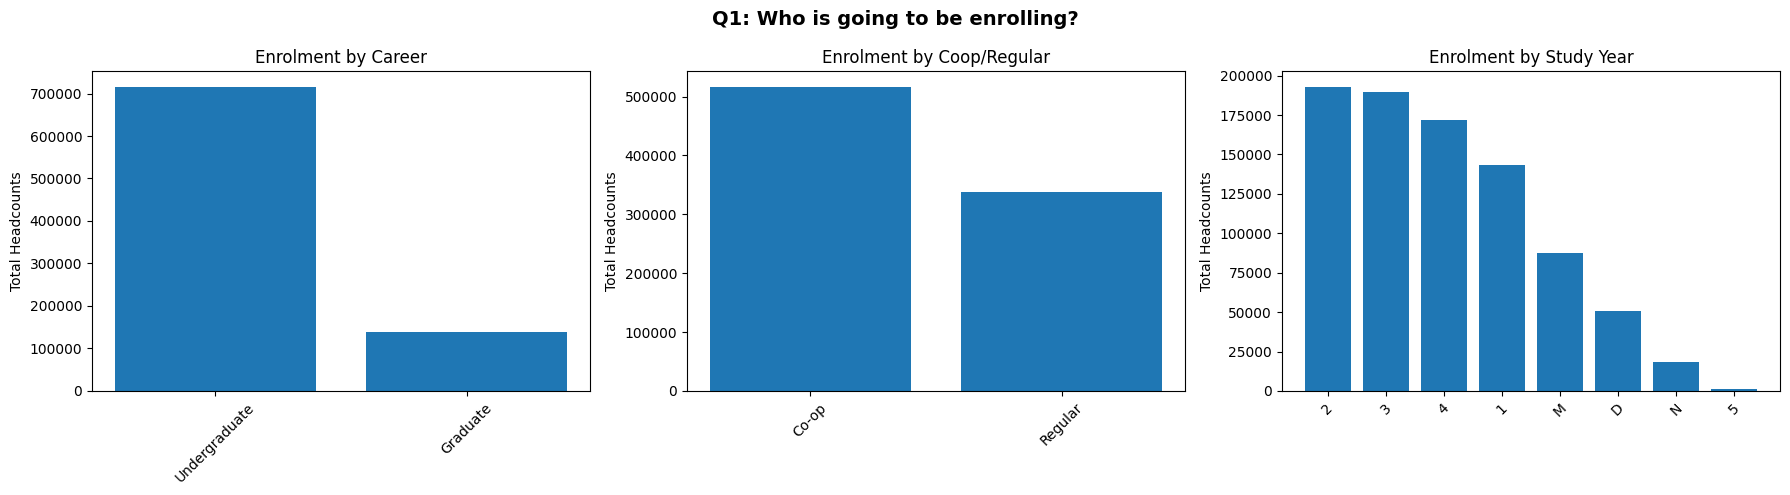 Q1: Who is going to be enrolling?
Enrolment by Career
Total Headcounts
700000
600000
500000
400000
300000
200000
100000
0
Undergraduate
Graduate
Enrolment by Coop/Regular
Total Headcounts
500000
400000
300000
200000
100000
0
Co-op
Regular
Enrolment by Study Year
Total Headcounts
200000
175000
150000
125000
100000
75000
50000
25000
0
2
3
4
1
M
D
N
5